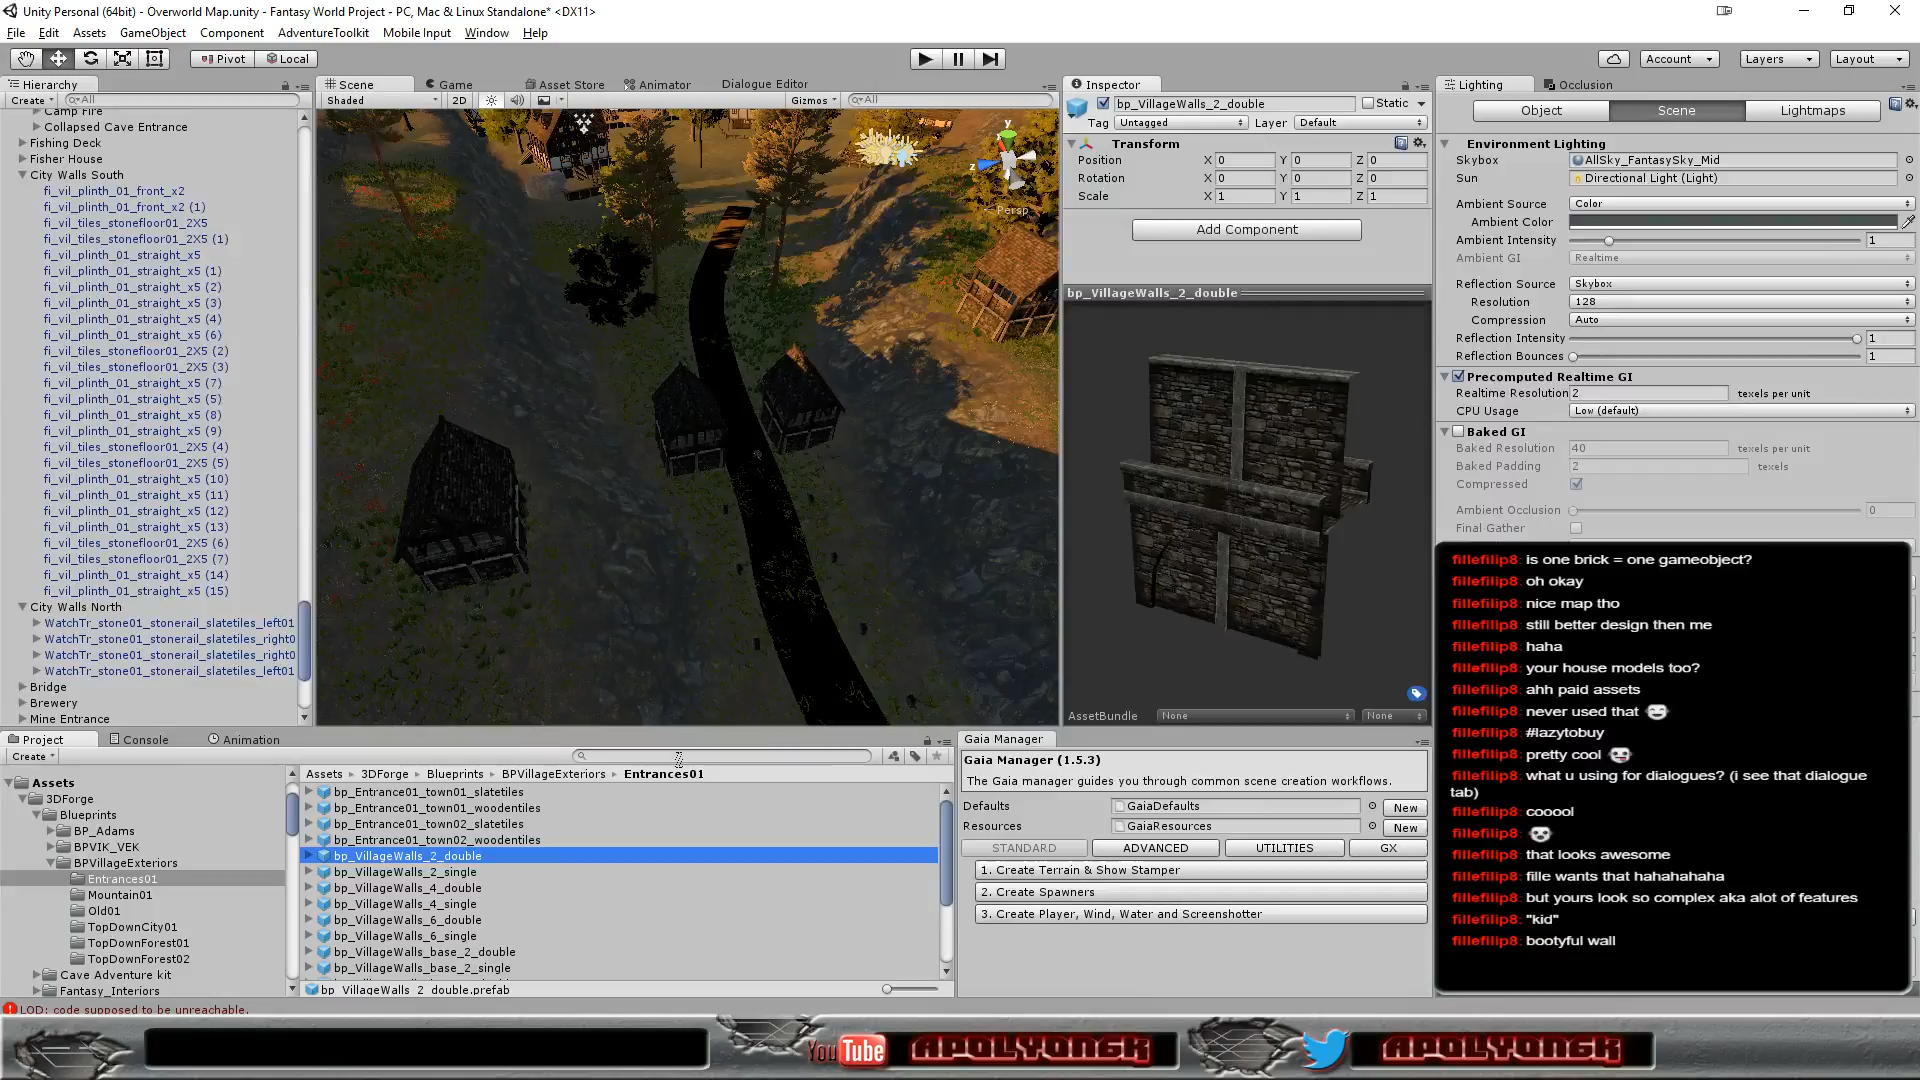 Unity Personal (64bit) - Overworld Map.unity - Fantasy World Project - PC, Mac & Linux Standalone* <DX11>
File Edit Assets GameObject Component AdventureToolkit Mobile Input Window Help
Pivot Local Account Layers Layout
Hierarchy
Create All
Camp Fire
Collapsed Cave Entrance
Fishing Deck
Fisher House
City Walls South
fi_vil_plinth_01_front_x2
fi_vil_plinth_01_front_x2 (1)
fi_vil_tiles_stonefloor01_2X5
fi_vil_tiles_stonefloor01_2X5 (1)
fi_vil_plinth_01_straight_x5
fi_vil_plinth_01_straight_x5 (1)
fi_vil_plinth_01_straight_x5 (2)
fi_vil_plinth_01_straight_x5 (3)
fi_vil_plinth_01_straight_x5 (4)
fi_vil_plinth_01_straight_x5 (6)
fi_vil_tiles_stonefloor01_2X5 (2)
fi_vil_tiles_stonefloor01_2X5 (3)
fi_vil_plinth_01_straight_x5 (7)
fi_vil_plinth_01_straight_x5 (5)
fi_vil_plinth_01_straight_x5 (8)
fi_vil_plinth_01_straight_x5 (9)
fi_vil_tiles_stonefloor01_2X5 (4)
fi_vil_tiles_stonefloor01_2X5 (5)
fi_vil_plinth_01_straight_x5 (10)
fi_vil_plinth_01_straight_x5 (11)
fi_vil_plinth_01_straight_x5 (12)
fi_vil_plinth_01_straight_x5 (13)
fi_vil_tiles_stonefloor01_2X5 (6)
fi_vil_tiles_stonefloor01_2X5 (7)
fi_vil_plinth_01_straight_x5 (14)
fi_vil_plinth_01_straight_x5 (15)
City Walls North
WatchTr_stone01_stonerail_slatetiles_left01
WatchTr_stone01_stonerail_slatetiles_right0
WatchTr_stone01_stonerail_slatetiles_right0
WatchTr_stone01_stonerail_slatetiles_left01
Bridge
Brewery
Mine Entrance
Scene Game Asset Store Animator Dialogue Editor
Shaded 2D Gizmos All
y
z
Persp
Inspector
bp_VillageWalls_2_double Static
Tag Untagged Layer Default
Transform
Position X 0 Y 0 Z 0
Rotation X 0 Y 0 Z 0
Scale X 1 Y 1 Z 1
Add Component
bp_VillageWalls_2_double
AssetBundle None None
Lighting Occlusion
Object Scene Lightmaps
Environment Lighting
Skybox AllSky_FantasySky_Mid
Sun Directional Light (Light)
Ambient Source Color
Ambient Color
Ambient Intensity 1
Ambient GI Realtime
Reflection Source Skybox
Resolution 128
Compression Auto
Reflection Intensity 1
Reflection Bounces 1
Precomputed Realtime GI
Realtime Resolution 2 texels per unit
CPU Usage Low (default)
Baked GI
Baked Resolution 40 texels per unit
Baked Padding 2 texels
Compressed
Ambient Occlusion 0
Final Gather
fillefilip8: is one brick = one gameobject?
fillefilip8: oh okay
fillefilip8: nice map tho
fillefilip8: still better design then me
fillefilip8: haha
fillefilip8: your house models too?
fillefilip8: ahh paid assets
fillefilip8: never used that
fillefilip8: #lazytobuy
fillefilip8: pretty cool
fillefilip8: what u using for dialogues? (i see that dialogue
tab)
fillefilip8: cooool
fillefilip8:
fillefilip8: that looks awesome
fillefilip8: fille wants that hahahahaha
fillefilip8: but yours look so complex aka alot of features
fillefilip8: "kid"
fillefilip8: bootyful wall
Project Console Animation
Create
Assets
3DForge
Blueprints
BP_Adams
BPVIK_VEK
BPVillageExteriors
Entrances01
Mountain01
Old01
TopDownCity01
TopDownForest01
TopDownForest02
Cave Adventure kit
Fantasy_Interiors
Assets 3DForge Blueprints BPVillageExteriors Entrances01
bp_Entrance01_town01_slatetiles
bp_Entrance01_town01_woodentiles
bp_Entrance01_town02_slatetiles
bp_Entrance01_town02_woodentiles
bp_VillageWalls_2_double
bp_VillageWalls_2_single
bp_VillageWalls_4_double
bp_VillageWalls_4_single
bp_VillageWalls_6_double
bp_VillageWalls_6_single
bp_VillageWalls_base_2_double
bp_VillageWalls_base_2_single
bp_VillageWalls_2_double.prefab
Gaia Manager
Gaia Manager (1.5.3)
The Gaia manager guides you through common scene creation workflows.
Defaults GaiaDefaults New
Resources GaiaResources New
STANDARD ADVANCED UTILITIES GX
1. Create Terrain & Show Stamper
2. Create Spawners
3. Create Player, Wind, Water and Screenshotter
LOD: code supposed to be unreachable.
YouTube APOLYONGK APOLYONGK